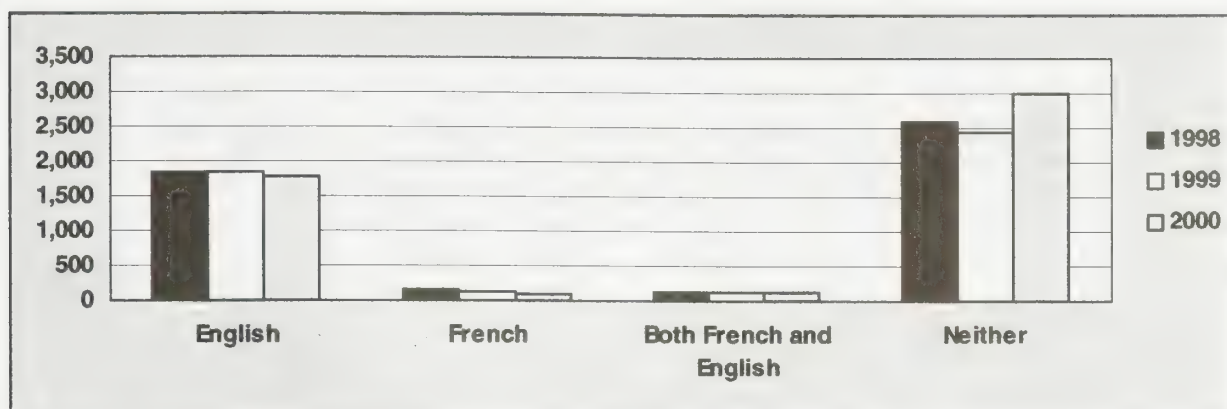 3,500
3,000
2,500
2,000
1,500
1,000
500
0
English
French
Both French and
English
Neither
1998
1999
2000